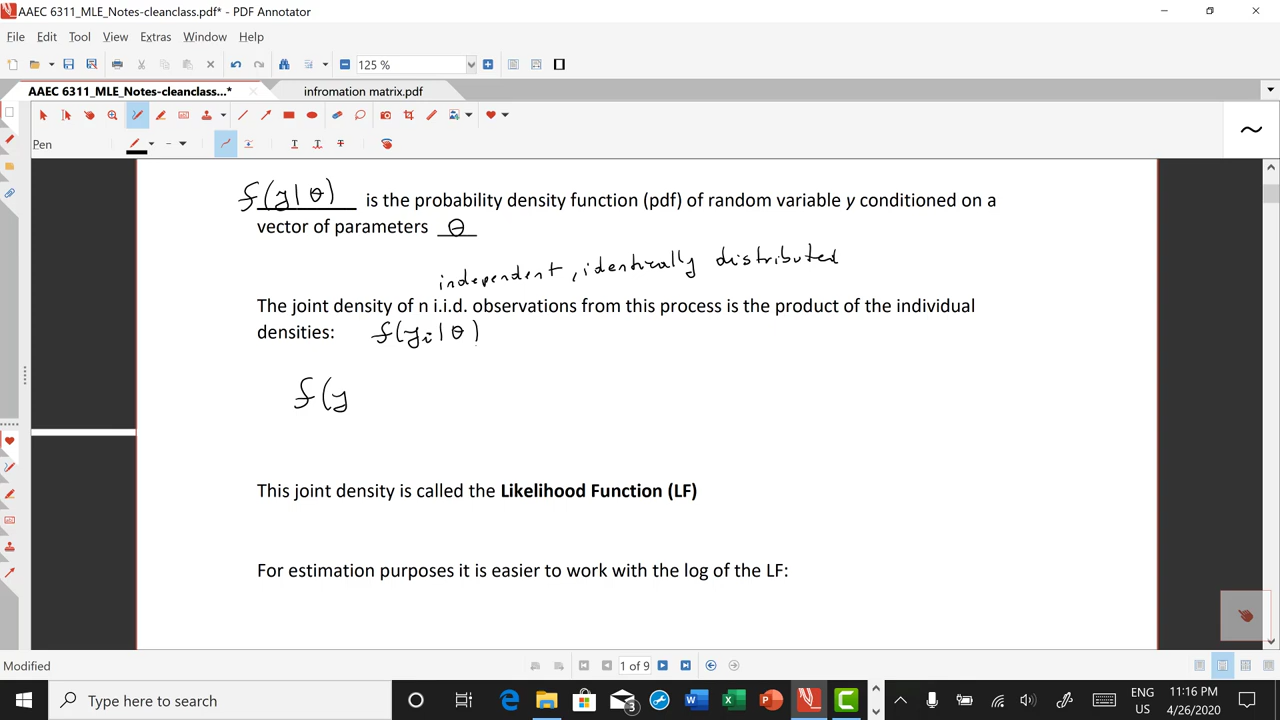 AAEC 6311_MLE_Notes-cleanclass.pdf* - PDF Annotator
File Edit Tool View Extras Window Help
125 %
AAEC 6311_MLE_Notes-cleanclass...* infromation matrix.pdf
Pen
f(y|θ) is the probability density function (pdf) of random variable y conditioned on a
vector of parameters θ
independent, identically distributed
The joint density of n i.i.d. observations from this process is the product of the individual
densities: f(yi|θ)
f(y
This joint density is called the Likelihood Function (LF)
For estimation purposes it is easier to work with the log of the LF:
Modified 1 of 9
Type here to search 3 ENG US 11:16 PM 4/26/2020